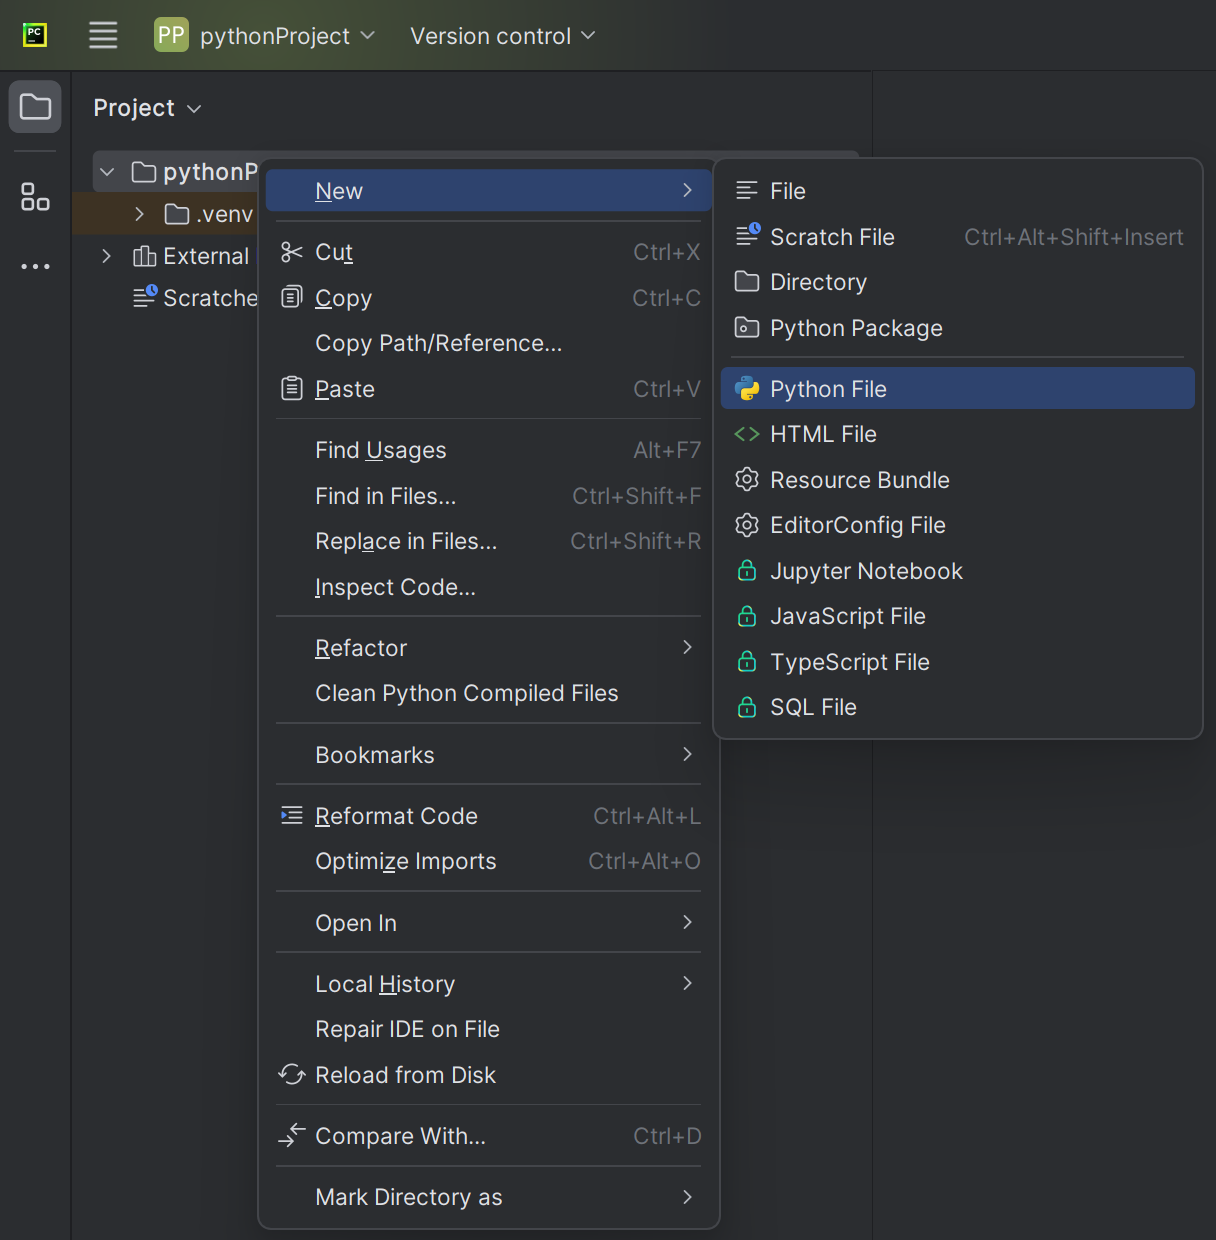 PC
PP pythonProject Version control
Project
pythonP
.venv
External
Scratche
New
Cut Ctrl+X
Copy Ctrl+C
Copy Path/Reference...
Paste Ctrl+V
Find Usages Alt+F7
Find in Files... Ctrl+Shift+F
Replace in Files... Ctrl+Shift+R
Inspect Code...
Refactor
Clean Python Compiled Files
Bookmarks
Reformat Code Ctrl+Alt+L
Optimize Imports Ctrl+Alt+O
Open In
Local History
Repair IDE on File
Reload from Disk
Compare With... Ctrl+D
Mark Directory as
File
Scratch File Ctrl+Alt+Shift+Insert
Directory
Python Package
Python File
HTML File
Resource Bundle
EditorConfig File
Jupyter Notebook
JavaScript File
TypeScript File
SQL File